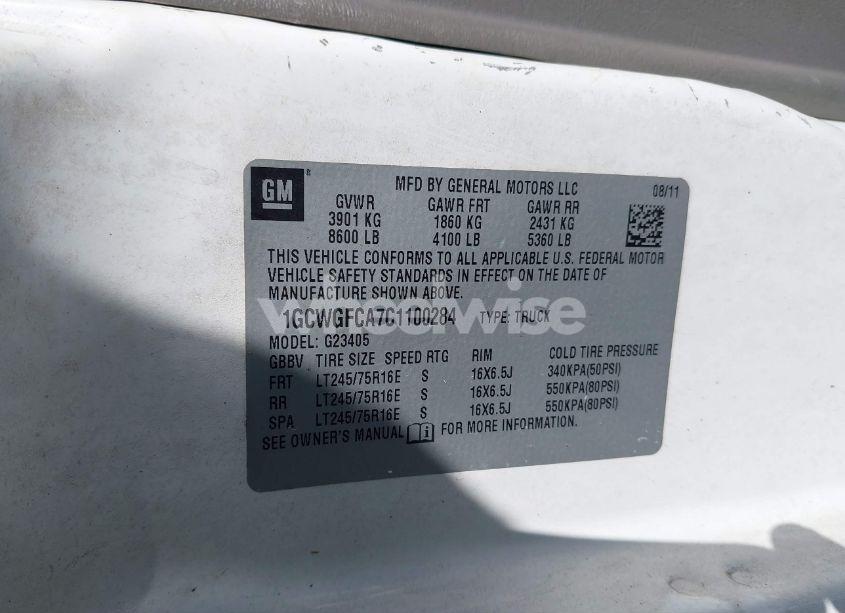 GM
MFD BY GENERAL MOTORS LLC 08/11
GVWR GAWR FRT GAWR RR
3901 KG 1860 KG 2431 KG
8600 LB 4100 LB 5360 LB
THIS VEHICLE CONFORMS TO ALL APPLICABLE U.S. FEDERAL MOTOR
VEHICLE SAFETY STANDARDS IN EFFECT ON THE DATE OF
MANUFACTURE SHOWN ABOVE.
1GCWGFCA7C1100284 TYPE: TRUCK
MODEL: G23405
GBBV TIRE SIZE SPEED RTG RIM COLD TIRE PRESSURE
FRT LT245/75R16E S 16X6.5J 340KPA(50PSI)
RR LT245/75R16E S 16X6.5J 550KPA(80PSI)
SPA LT245/75R16E S 16X6.5J 550KPA(80PSI)
SEE OWNER'S MANUAL i FOR MORE INFORMATION.